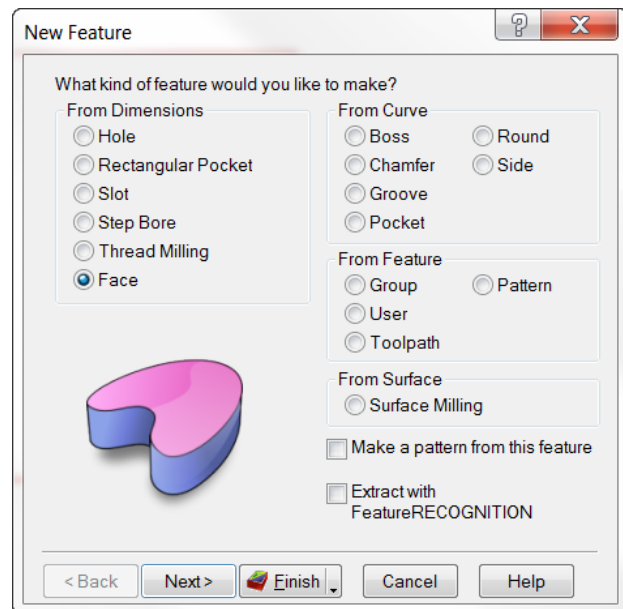 New Feature
What kind of feature would you like to make?
From Dimensions
Hole
Rectangular Pocket
Slot
Step Bore
Thread Milling
Face
From Curve
Boss
Round
Chamfer
Side
Groove
Pocket
From Feature
Group
Pattern
User
Toolpath
From Surface
Surface Milling
Make a pattern from this feature
Extract with
FeatureRECOGNITION
< Back
Next >
Finish
Cancel
Help